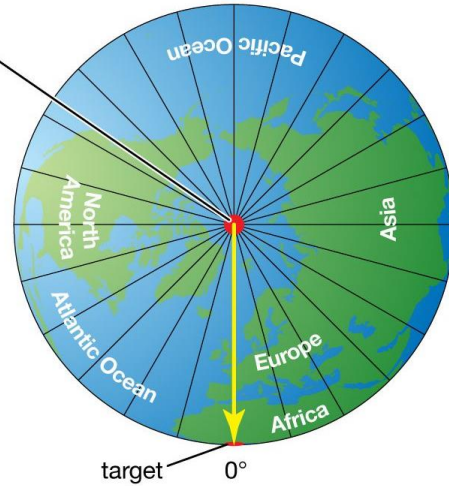 Pacific Ocean
North
America
Asia
Atlantic Ocean
Europe
Africa
target
0°